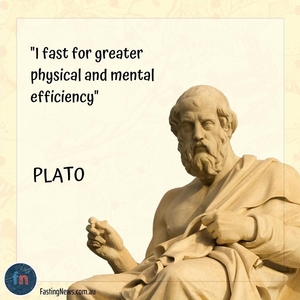 "I fast for greater
physical and mental
efficiency"
PLATO
fn
FastingNews.com.au